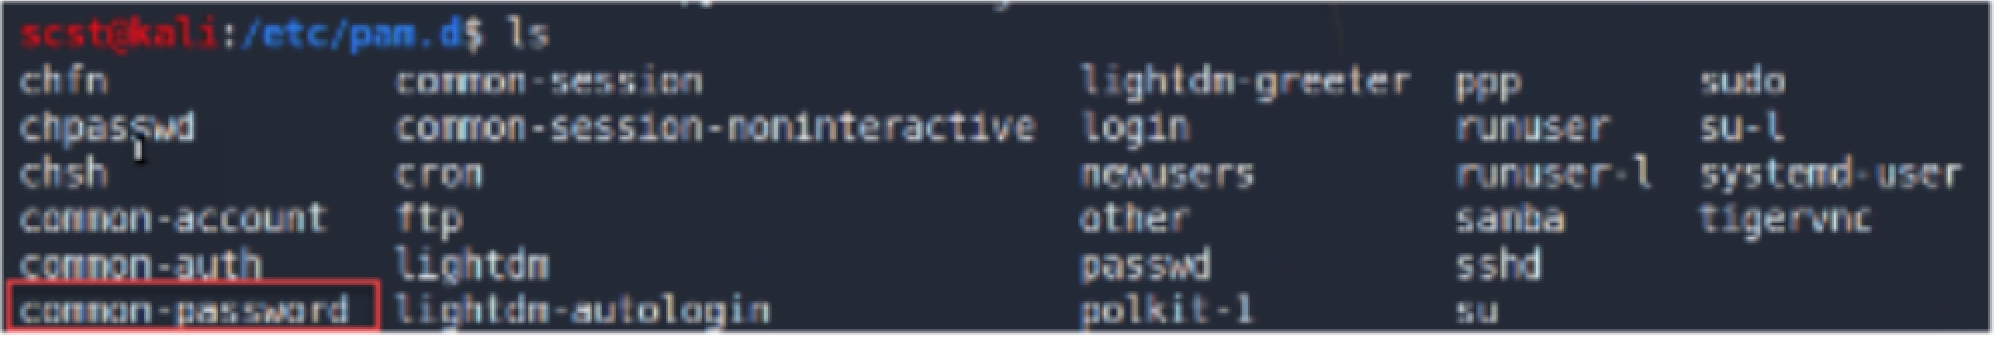 scst@kali:/etc/pam.d$ ls
chfn common-session lightdm-greeter ppp sudo
chpasswd common-session-noninteractive login runuser su-l
chsh cron newusers runuser-l systemd-user
common-account ftp other samba tigervnc
common-auth lightdm passwd sshd
common-password lightdm-autologin polkit-1 su